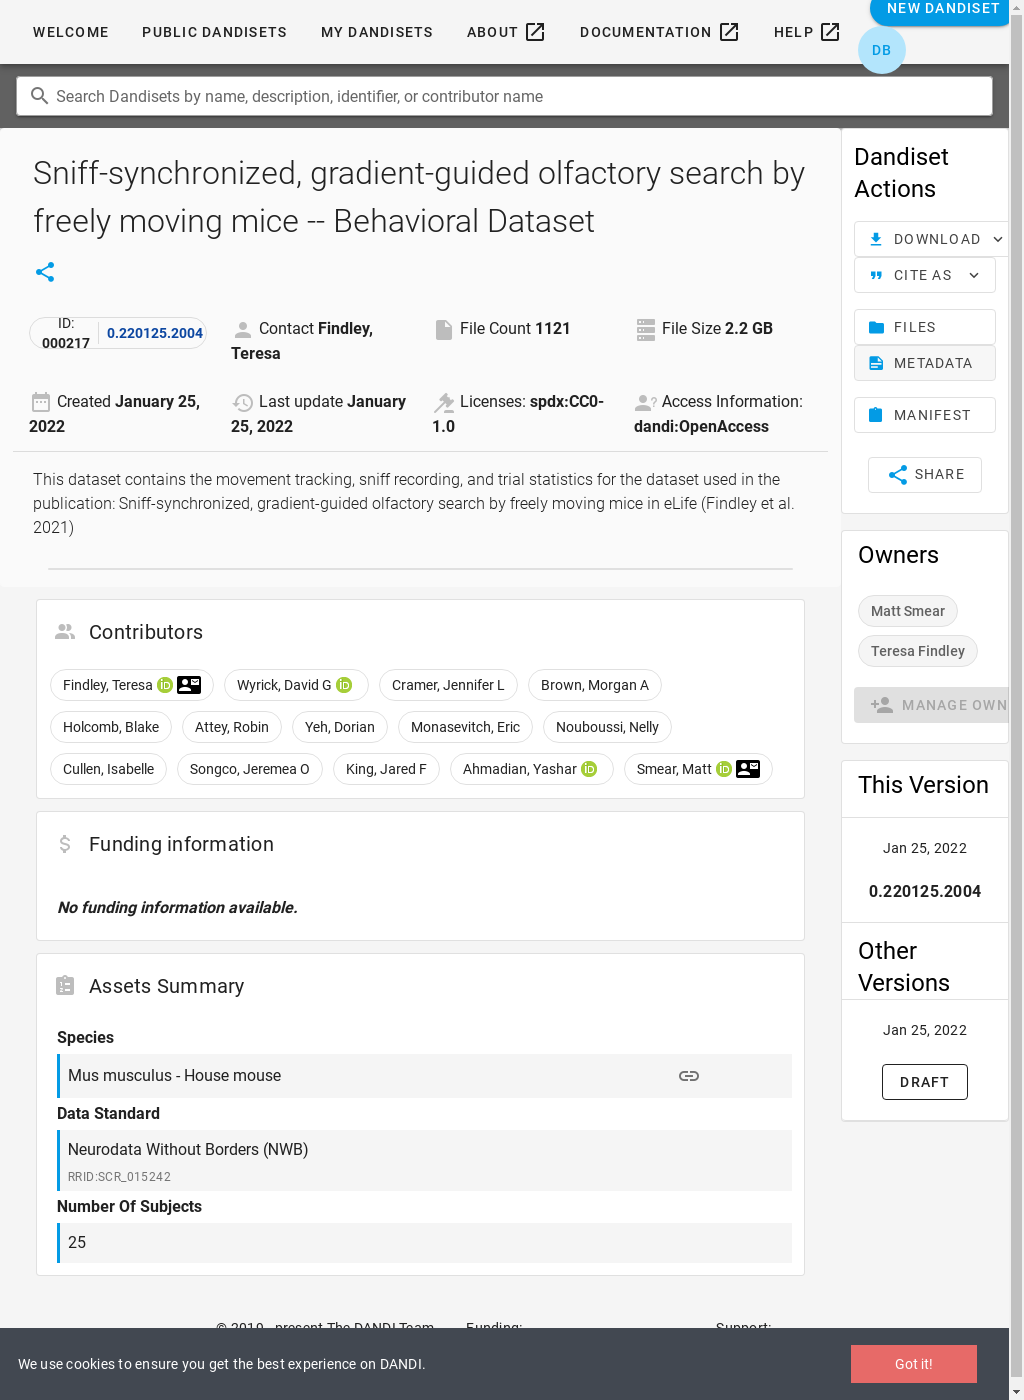 WELCOME
PUBLIC DANDISETS
MY DANDISETS
ABOUT
DOCUMENTATION
HELP
NEW DANDISET
DB
Search Dandisets by name, description, identifier, or contributor name
Sniff-synchronized, gradient-guided olfactory search by
freely moving mice -- Behavioral Dataset
ID:
000217
0.220125.2004
Contact Findley,
Teresa
File Count 1121
File Size 2.2 GB
Created January 25,
2022
Last update January
25, 2022
Licenses: spdx:CC0-
1.0
Access Information:
dandi:OpenAccess
This dataset contains the movement tracking, sniff recording, and trial statistics for the dataset used in the
publication: Sniff-synchronized, gradient-guided olfactory search by freely moving mice in eLife (Findley et al.
2021)
Contributors
Findley, Teresa
Wyrick, David G
Cramer, Jennifer L
Brown, Morgan A
Holcomb, Blake
Attey, Robin
Yeh, Dorian
Monasevitch, Eric
Nouboussi, Nelly
Cullen, Isabelle
Songco, Jeremea O
King, Jared F
Ahmadian, Yashar
Smear, Matt
Funding information
No funding information available.
Assets Summary
Species
Mus musculus - House mouse
Data Standard
Neurodata Without Borders (NWB)
RRID:SCR_015242
Number Of Subjects
25
Dandiset
Actions
DOWNLOAD
CITE AS
FILES
METADATA
MANIFEST
SHARE
Owners
Matt Smear
Teresa Findley
MANAGE OWN
This Version
Jan 25, 2022
0.220125.2004
Other
Versions
Jan 25, 2022
DRAFT
© 2019 - present The DANDI Team
Funding:
Support:
We use cookies to ensure you get the best experience on DANDI.
Got it!